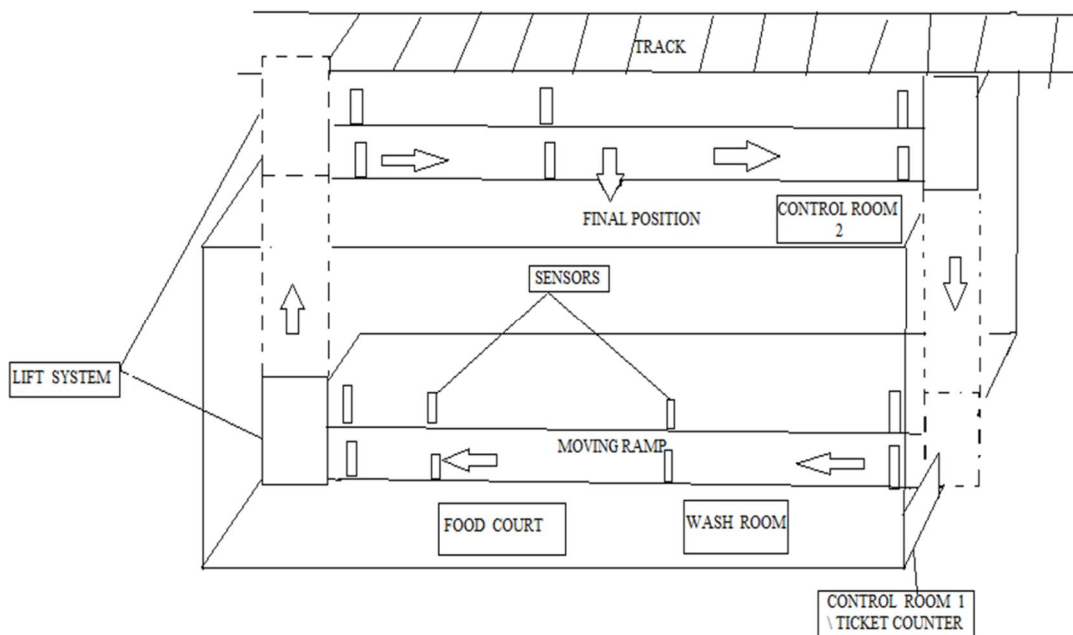 TRACK
FINAL POSITION
CONTROL ROOM
2
SENSORS
LIFT SYSTEM
MOVING RAMP
FOOD COURT
WASH ROOM
CONTROL ROOM 1
\ TICKET COUNTER